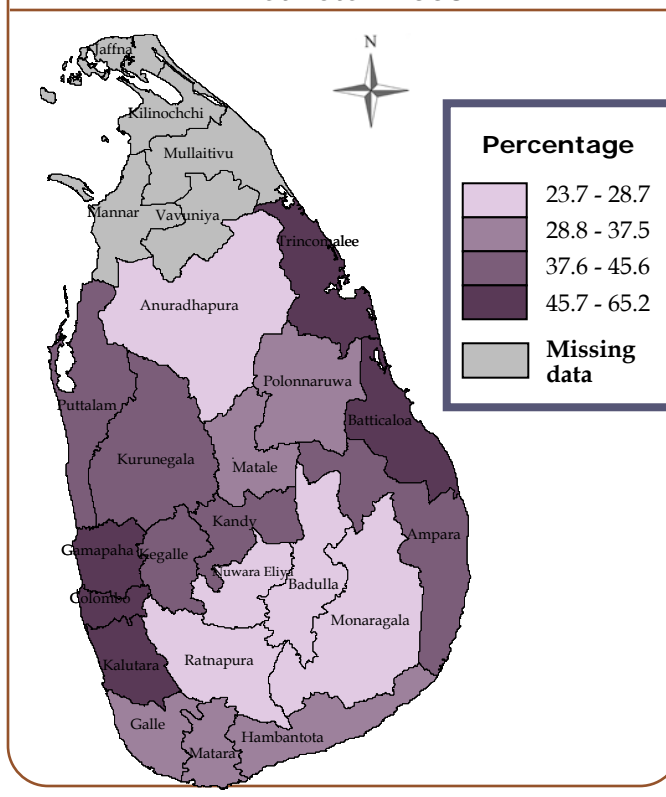 N
Percentage
23.7 - 28.7
28.8 - 37.5
37.6 - 45.6
45.7 - 65.2
Missing
data
Jaffna
Kilinochchi
Mullaitivu
Mannar
Vavuniya
Trincomalee
Anuradhapura
Polonnaruwa
Puttalam
Batticaloa
Kurunegala
Matale
Kandy
Ampara
Gamapaha
Kegalle
Nuwara Eliya
Badulla
Colombo
Monaragala
Kalutara
Ratnapura
Galle
Hambantota
Matara